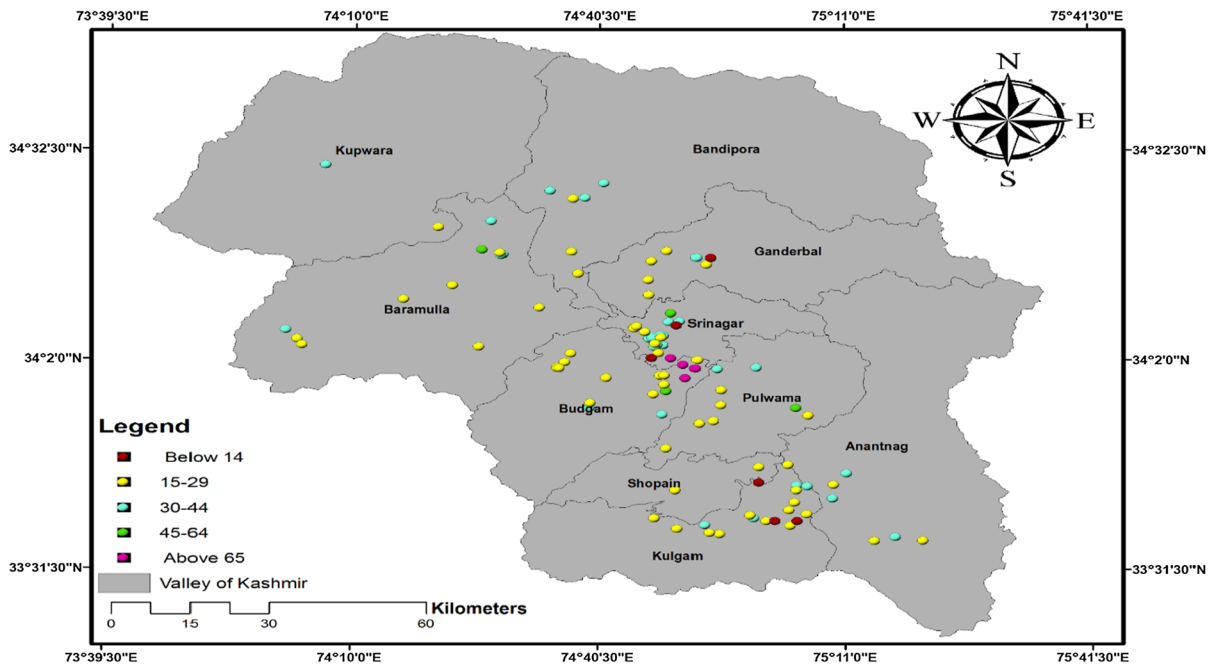 73°39'30"E 74°10'0"E 74°40'30"E 75°11'0"E 75°41'30"E
N
W E
S
34°32'30"N Kupwara Bandipora 34°32'30"N
Ganderbal
Baramulla
Srinagar
34°2'0"N 34°2'0"N
Budgam Pulwama
Legend
Anantnag
Below 14
15-29
Shopain
30-44
45-64
Above 65
Kulgam
33°31'30"N 33°31'30"N
Valley of Kashmir
Kilometers
0 15 30 60
73°39'30"E 74°10'0"E 74°40'30"E 75°11'0"E 75°41'30"E